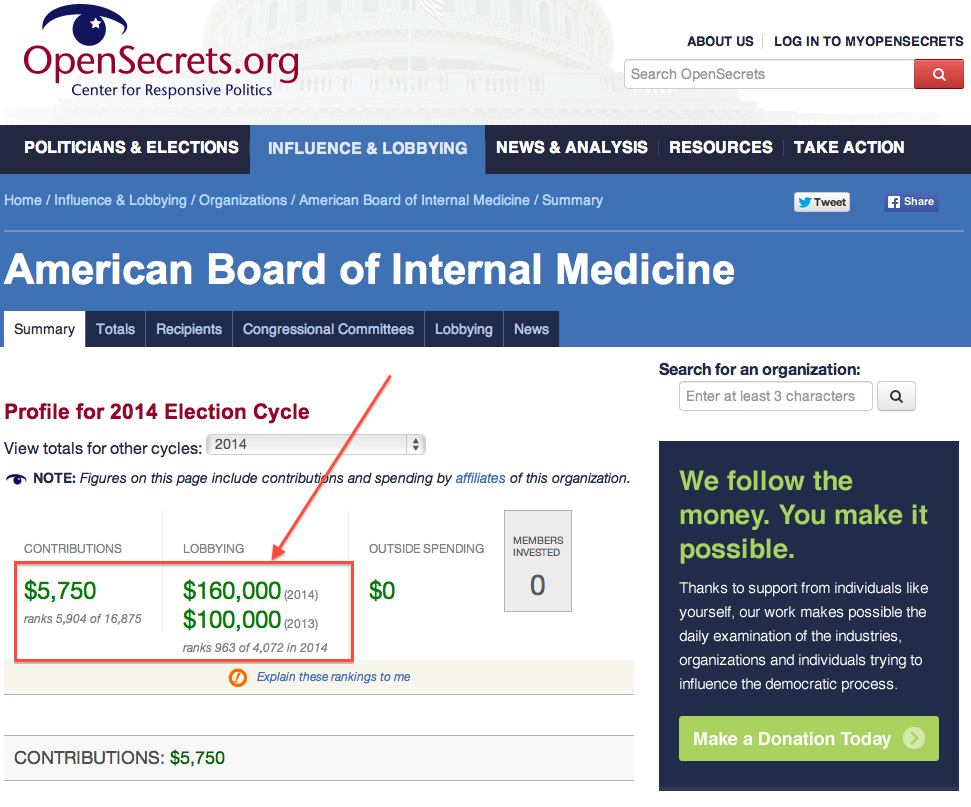 OpenSecrets.org
Center for Responsive Politics
ABOUT US
LOG IN TO MYOPENSECRETS
Search OpenSecrets
POLITICIANS & ELECTIONS
INFLUENCE & LOBBYING
NEWS & ANALYSIS
RESOURCES
TAKE ACTION
Home / Influence & Lobbying / Organizations / American Board of Internal Medicine / Summary
Tweet
Share
American Board of Internal Medicine
Summary
Totals
Recipients
Congressional Committees
Lobbying
News
Profile for 2014 Election Cycle
View totals for other cycles: 2014
NOTE: Figures on this page include contributions and spending by affiliates of this organization.
CONTRIBUTIONS
$5,750
ranks 5,904 of 16,875
LOBBYING
$160,000 (2014)
$100,000 (2013)
ranks 963 of 4,072 in 2014
OUTSIDE SPENDING
$0
MEMBERS
INVESTED
0
Explain these rankings to me
CONTRIBUTIONS: $5,750
Search for an organization:
Enter at least 3 characters
We follow the
money. You make it
possible.
Thanks to support from individuals like
yourself, our work makes possible the
daily examination of the industries,
organizations and individuals trying to
influence the democratic process.
Make a Donation Today